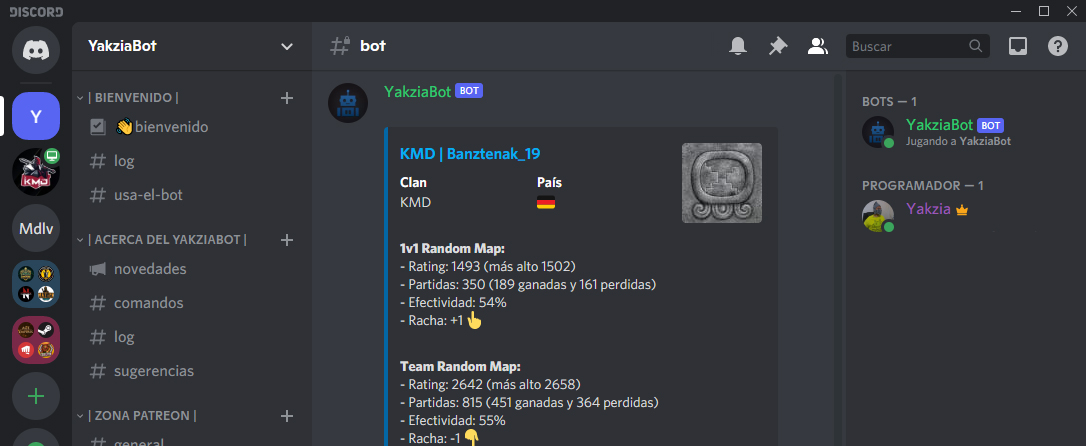 DISCORD
YakziaBot
bot
Buscar
Y
KMD
Mdlv
| BIENVENIDO |
bienvenido
log
usa-el-bot
| ACERCA DEL YAKZIABOT |
novedades
comandos
log
sugerencias
| ZONA PATREON |
general
YakziaBot BOT
KMD | Banztenak_19
Clan País
KMD
1v1 Random Map:
- Rating: 1493 (más alto 1502)
- Partidas: 350 (189 ganadas y 161 perdidas)
- Efectividad: 54%
- Racha: +1
Team Random Map:
- Rating: 2642 (más alto 2658)
- Partidas: 815 (451 ganadas y 364 perdidas)
- Efectividad: 55%
- Racha: -1
BOTS — 1
YakziaBot BOT
Jugando a YakziaBot
PROGRAMADOR — 1
Yakzia